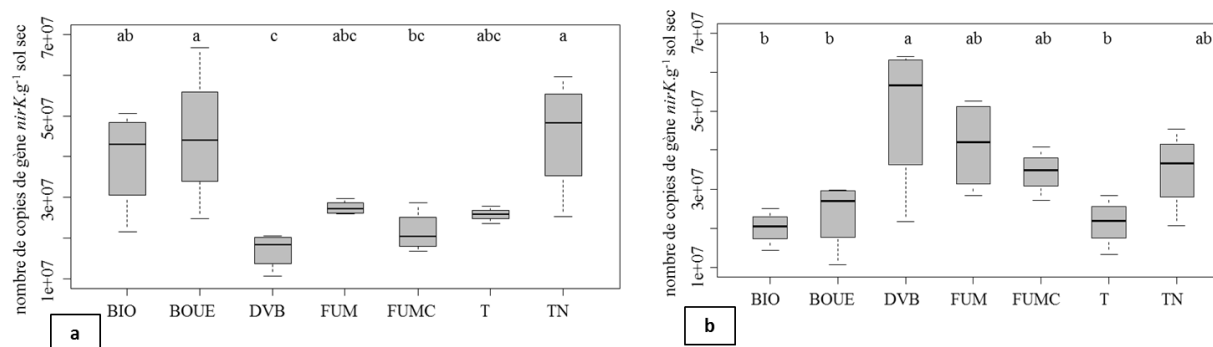 nombre de copies de gène nirK.g-1 sol sec
7e+07
5e+07
3e+07
1e+07
ab a c abc bc abc a
BIO BOUE DVB FUM FUMC T TN
a
nombre de copies de gène nirK.g-1 sol sec
7e+07
5e+07
3e+07
1e+07
b b a ab ab b ab
BIO BOUE DVB FUM FUMC T TN
b